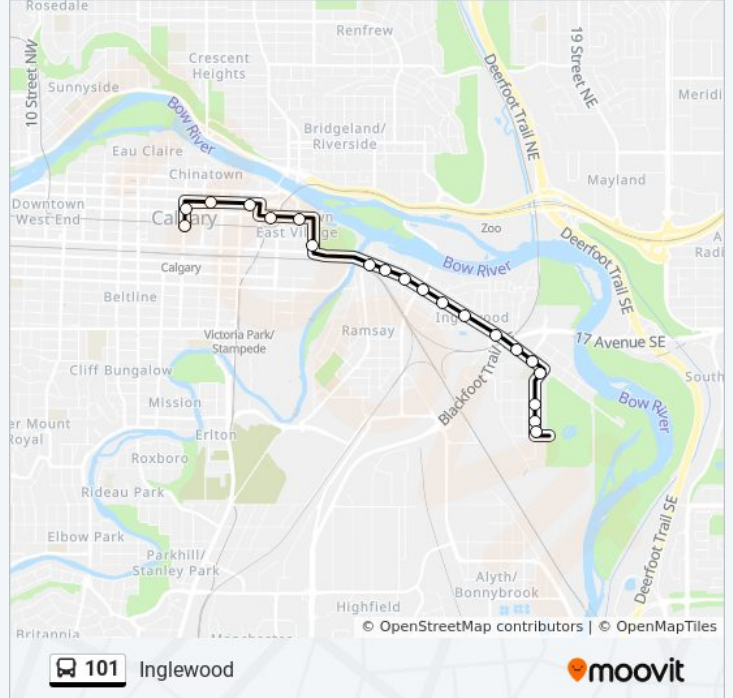 Rosedale
Renfrew
10 Street NW
Crescent
Heights
Deerfoot Trail NE
19 Street NE
Sunnyside
Meridi
Bow River
Bridgeland/
Riverside
Eau Claire
Chinatown
Mayland
Downtown
West End
Calgary
East Village
Zoo
Deerfoot Trail SE
Bow River
Calgary
Beltline
Inglewood
Victoria Park/
Stampede
Ramsay
17 Avenue SE
Cliff Bungalow
Blackfoot Trail
South
Mission
Bow River
er Mount
Royal
Erlton
Roxboro
Rideau Park
Elbow Park
Deerfoot Trail SE
Parkhill/
Stanley Park
Alyth/
Bonnybrook
Highfield
Britannia
Manchester
© OpenStreetMap contributors | © OpenMapTiles
101 Inglewood
moovit